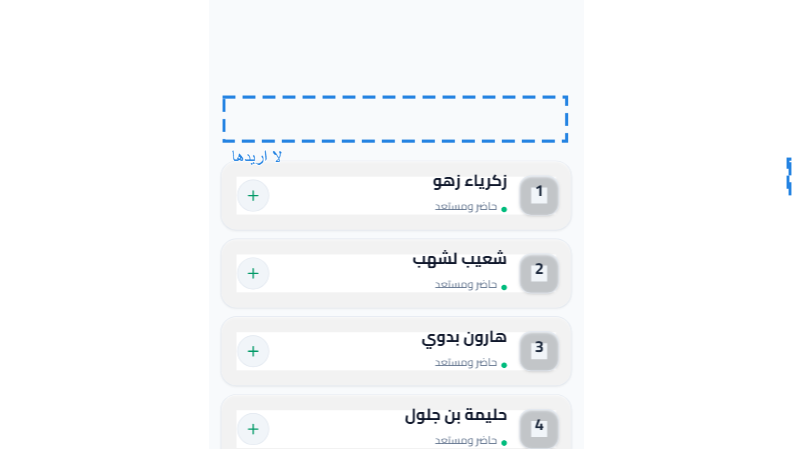 لا اريدها
زكرياء زهو
1
حاضر ومستعد
+
شعيب لشهب
2
حاضر ومستعد
+
هارون بدوي
3
حاضر ومستعد
+
حليمة بن جلول
4
حاضر ومستعد
+